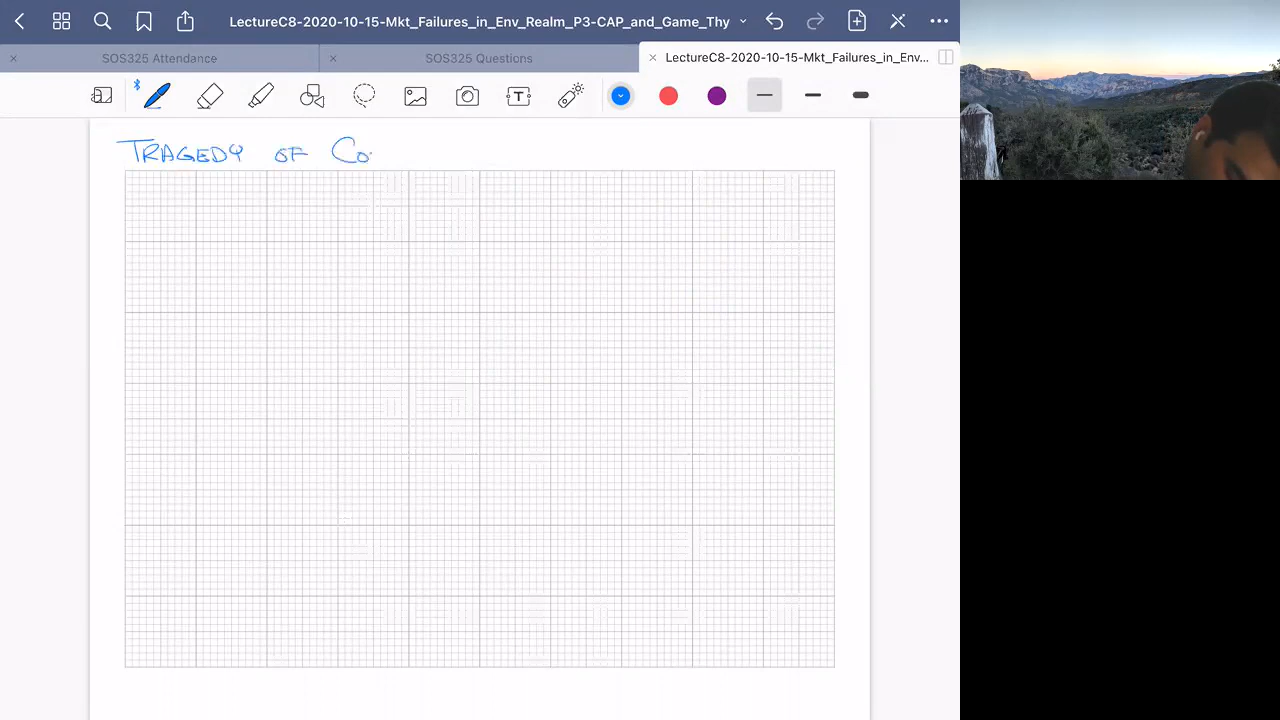 LectureC8-2020-10-15-Mkt_Failures_in_Env_Realm_P3-CAP_and_Game_Thy
SOS325 Attendance
SOS325 Questions
LectureC8-2020-10-15-Mkt_Failures_in_Env...
T
TRAGEDY OF Co